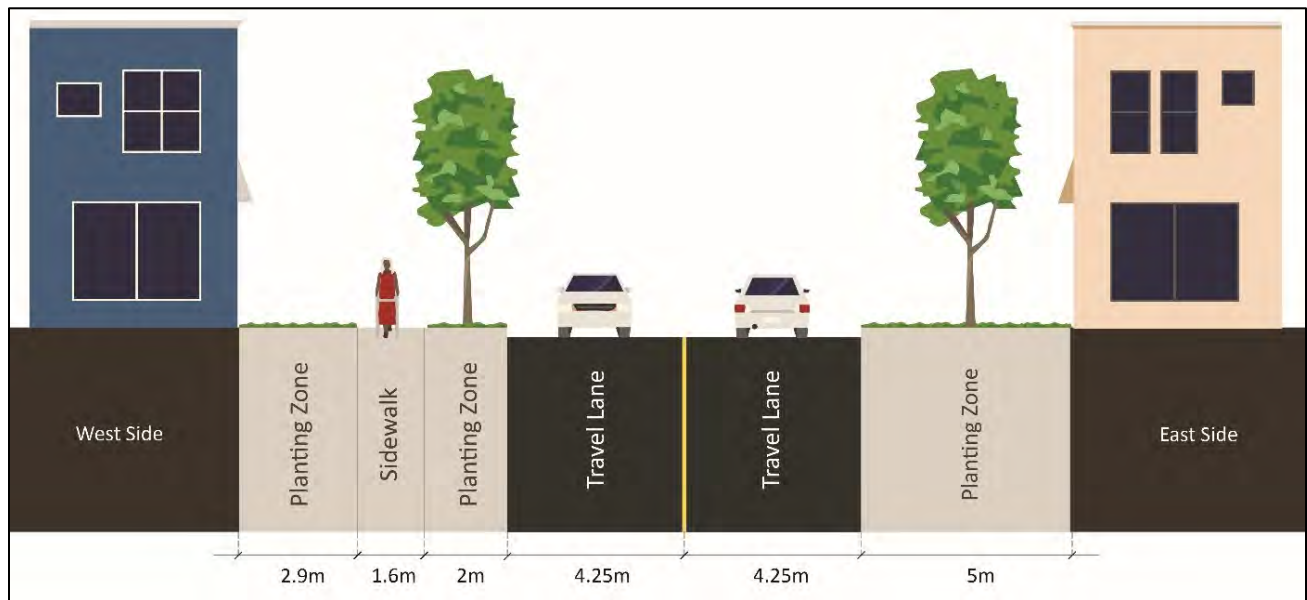 West Side
Planting Zone
Sidewalk
Planting Zone
Travel Lane
Travel Lane
Planting Zone
East Side
2.9m
1.6m
2m
4.25m
4.25m
5m